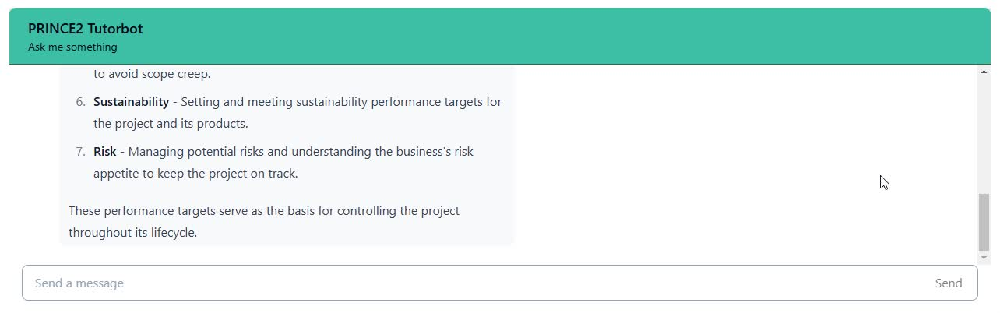 PRINCE2 Tutorbot
Ask me something
to avoid scope creep.
6. Sustainability - Setting and meeting sustainability performance targets for
the project and its products.
7. Risk - Managing potential risks and understanding the business's risk
appetite to keep the project on track.
These performance targets serve as the basis for controlling the project
throughout its lifecycle.
Send a message
Send